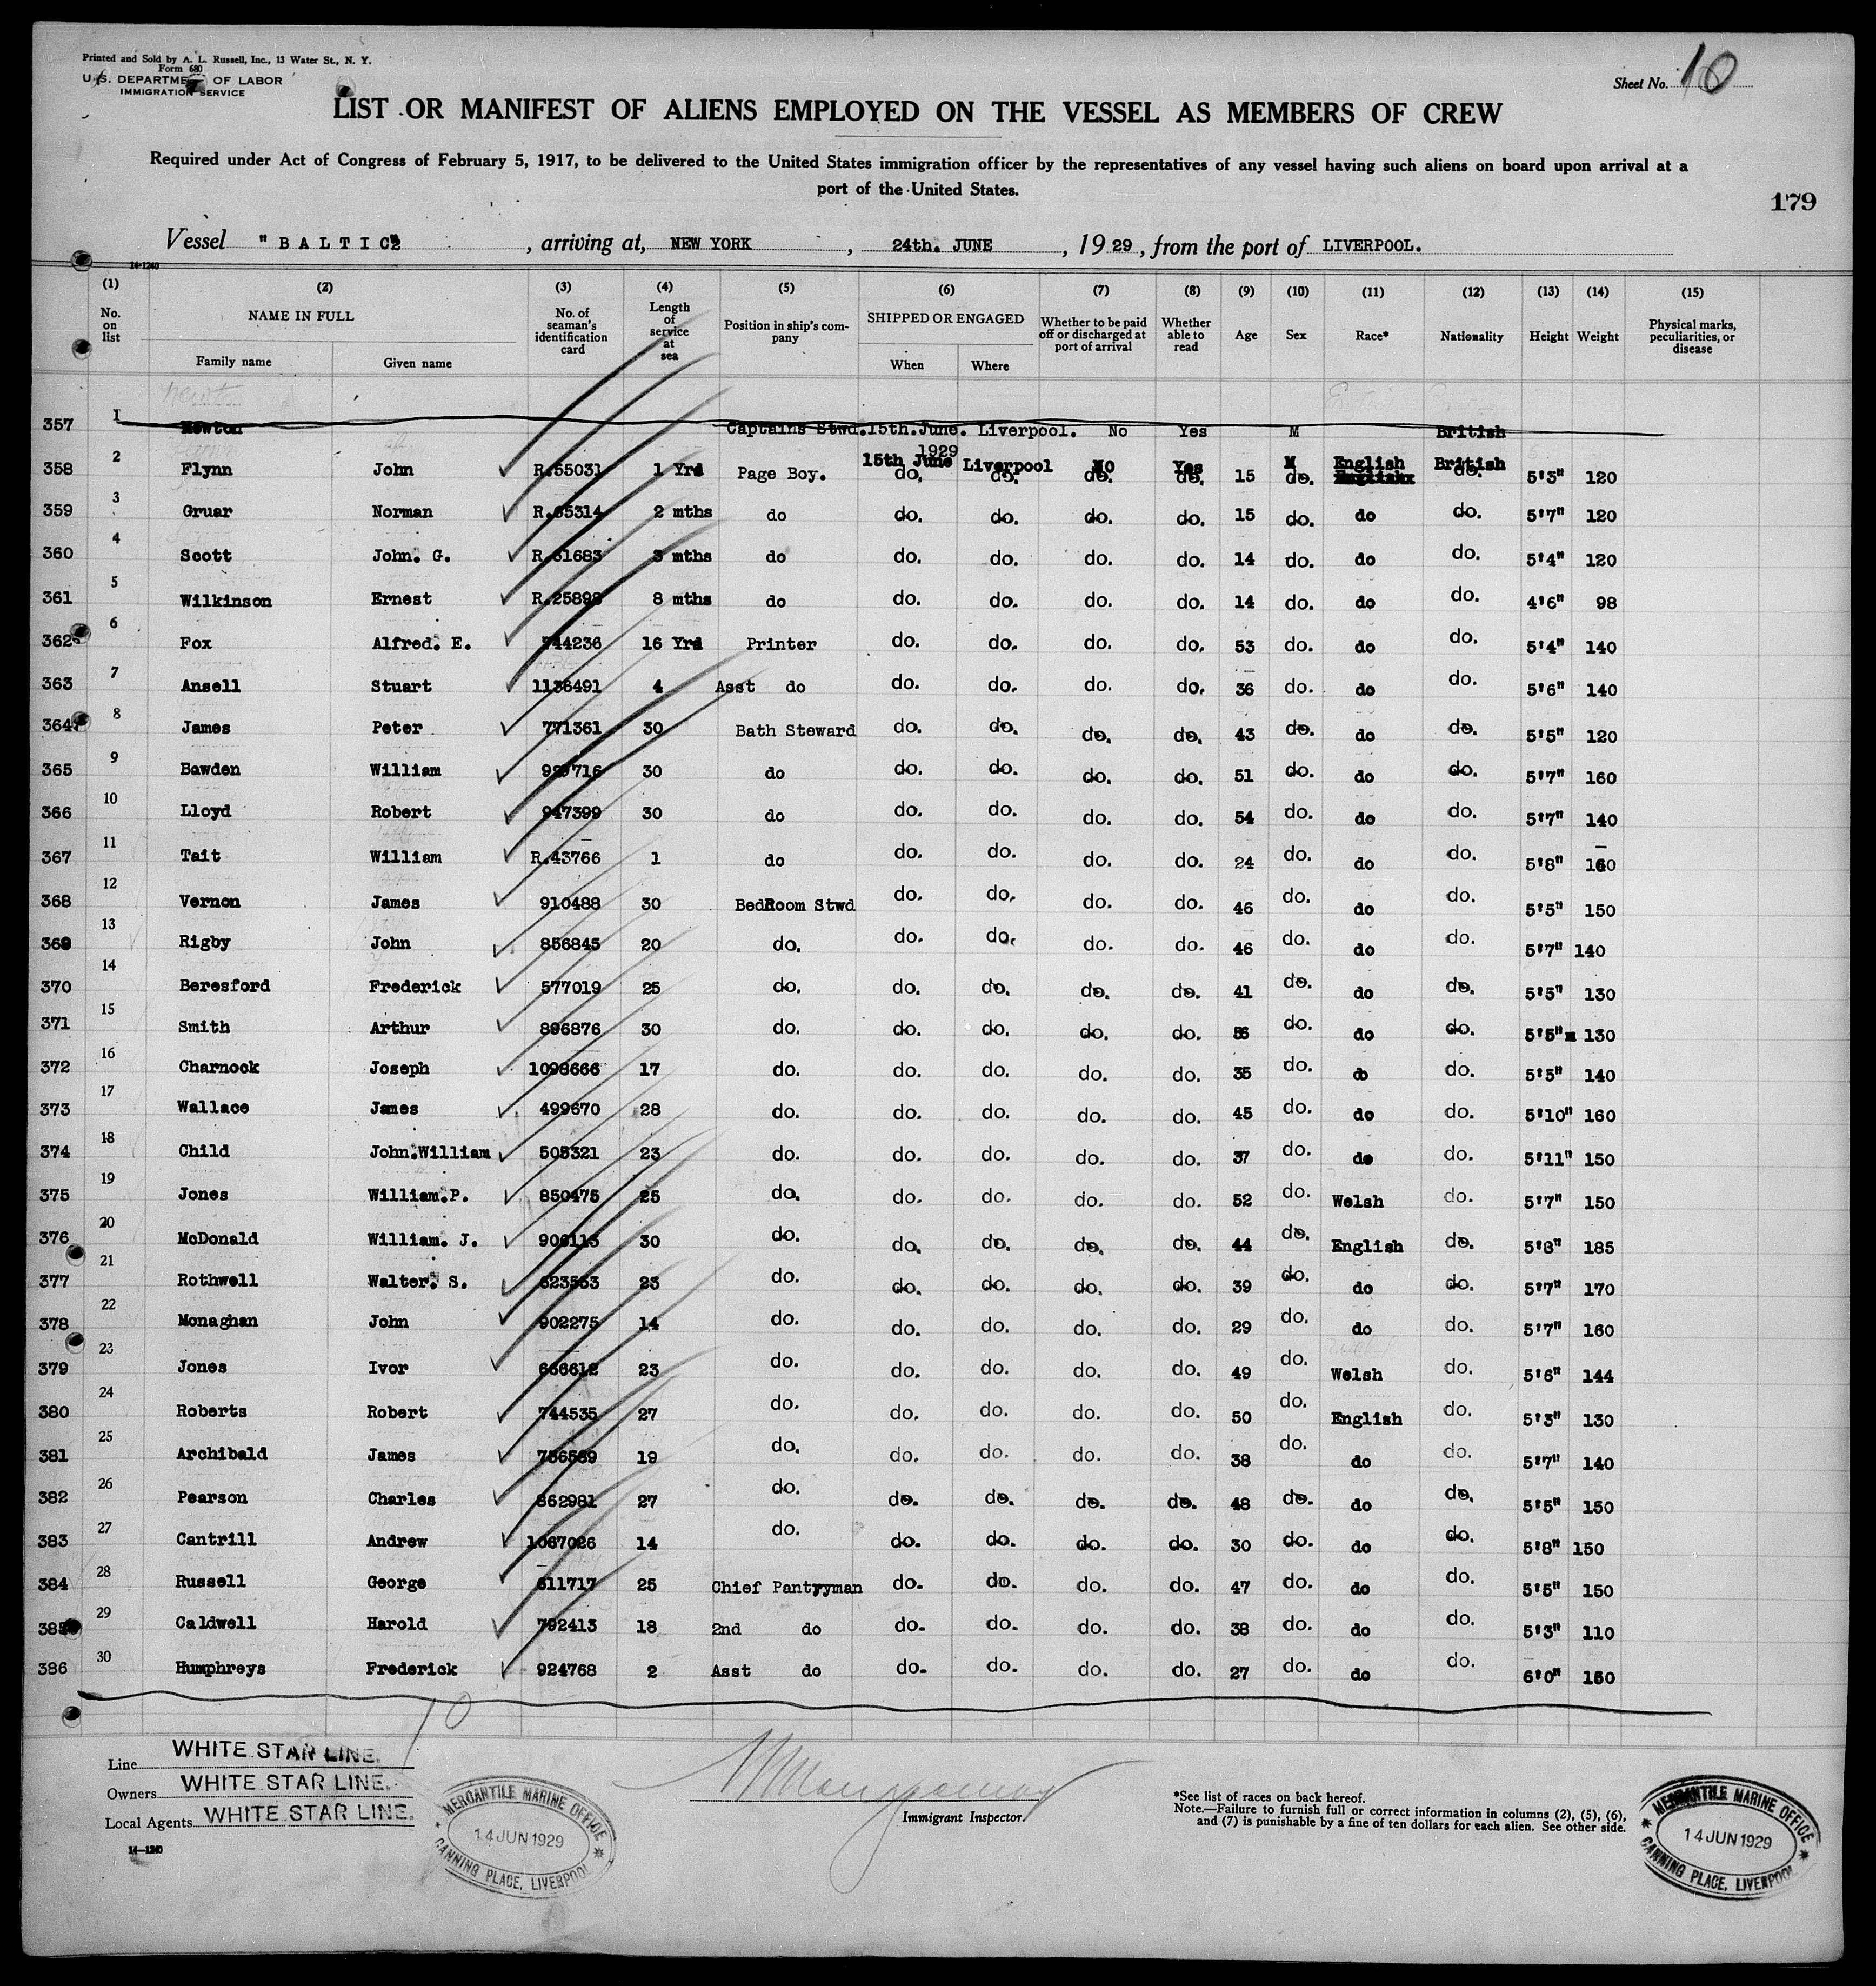 Printed and Sold by A. L. Russell, Inc., 13 Water St., N. Y.
Form 680
U. S. DEPARTMENT OF LABOR
IMMIGRATION SERVICE
Sheet No. 10
LIST OR MANIFEST OF ALIENS EMPLOYED ON THE VESSEL AS MEMBERS OF CREW
Required under Act of Congress of February 5, 1917, to be delivered to the United States immigration officer by the representatives of any vessel having such aliens on board upon arrival at a
port of the United States.
179
Vessel "BALTIC", arriving at, NEW YORK, 24th. JUNE, 1929, from the port of LIVERPOOL.
14-1240
(1) (2) (3) (4) (5) (6) (7) (8) (9) (10) (11) (12) (13) (14) (15)
No. on list NAME IN FULL No. of seaman's identification card Length of service at sea Position in ship's company SHIPPED OR ENGAGED Whether to be paid off or discharged at port of arrival Whether able to read Age Sex Race* Nationality Height Weight Physical marks, peculiarities, or disease
Family name Given name When Where
Newton
357 1 Newton Captains Stwd. 15th.June. Liverpool. No Yes M British
1929
358 2 Flynn John R.55031 1 Yrs Page Boy. 15th June Liverpool NO Yes 15 M English British 5'3" 120
359 3 Gruar Norman R.65314 2 mths do do. do. do. do. 15 do. do do. 5'7" 120
360 4 Scott John. G. R.61683 3 mths do do. do. do. do. 14 do. do do. 5'4" 120
361 5 Wilkinson Ernest R.25898 8 mths do do. do. do. do. 14 do. do do. 4'6" 98
362 6 Fox Alfred. E. 744236 16 Yrs Printer do. do. do. do. 53 do. do do. 5'4" 140
363 7 Ansell Stuart 1136491 4 Asst do do. do. do. do. 36 do. do do. 5'6" 140
364 8 James Peter 771361 30 Bath Steward do. do. do. do. 43 do. do do. 5'5" 120
365 9 Bawden William 929716 30 do do. do. do. do. 51 do. do do. 5'7" 160
366 10 Lloyd Robert 947399 30 do do. do. do. do. 54 do. do do. 5'7" 140
367 11 Tait William R.43766 1 do do. do. do. do. 24 do. do do. 5'8" 160
368 12 Vernon James 910488 30 BedRoom Stwd do. do. do. do. 46 do. do do. 5'5" 150
369 13 Rigby John 856845 20 do. do. do. do. do. 46 do. do do. 5'7" 140
370 14 Beresford Frederick 577019 25 do. do. do. do. do. 41 do. do do. 5'5" 130
371 15 Smith Arthur 896876 30 do. do. do. do. do. 56 do. do do. 5'5" 130
372 16 Charnock Joseph 1098666 17 do. do. do. do. do. 35 do. do do. 5'5" 140
373 17 Wallace James 499670 28 do. do. do. do. do. 45 do. do do. 5'10" 160
374 18 Child John.William 505321 23 do. do. do. do. do. 37 do. do do. 5'11" 150
375 19 Jones William.P. 850475 25 do. do. do. do. do. 52 do. Welsh do. 5'7" 150
376 20 McDonald William. J. 906113 30 do. do. do. do. do. 44 do. English do. 5'8" 185
377 21 Rothwell Walter. S. 623563 23 do. do. do. do. do. 39 do. do do. 5'7" 170
378 22 Monaghan John 902275 14 do. do. do. do. do. 29 do. do do. 5'7" 160
379 23 Jones Ivor 666612 23 do. do. do. do. do. 49 do. Welsh do. 5'6" 144
380 24 Roberts Robert 744535 27 do. do. do. do. do. 50 do. English do. 5'3" 130
381 25 Archibald James 736589 19 do. do. do. do. do. 38 do. do do. 5'7" 140
382 26 Pearson Charles 862981 27 do. do. do. do. do. 48 do. do do. 5'5" 150
383 27 Cantrill Andrew 1067026 14 do. do. do. do. do. 30 do. do do. 5'8" 150
384 28 Russell George 611717 25 Chief Pantryman do. do. do. do. 47 do. do do. 5'5" 150
385 29 Caldwell Harold 792413 18 2nd do do. do. do. do. 38 do. do do. 5'3" 110
386 30 Humphreys Frederick 924768 2 Asst do do. do. do. do. 27 do. do do. 6'0" 150
10
Line WHITE STAR LINE.
Owners WHITE STAR LINE.
Local Agents WHITE STAR LINE.
14-1240
MERCANTILE MARINE OFFICE
14 JUN 1929
CANNING PLACE, LIVERPOOL
Immigrant Inspector.
*See list of races on back hereof.
Note.—Failure to furnish full or correct information in columns (2), (5), (6),
and (7) is punishable by a fine of ten dollars for each alien. See other side.
MERCANTILE MARINE OFFICE
14 JUN 1929
CANNING PLACE, LIVERPOOL